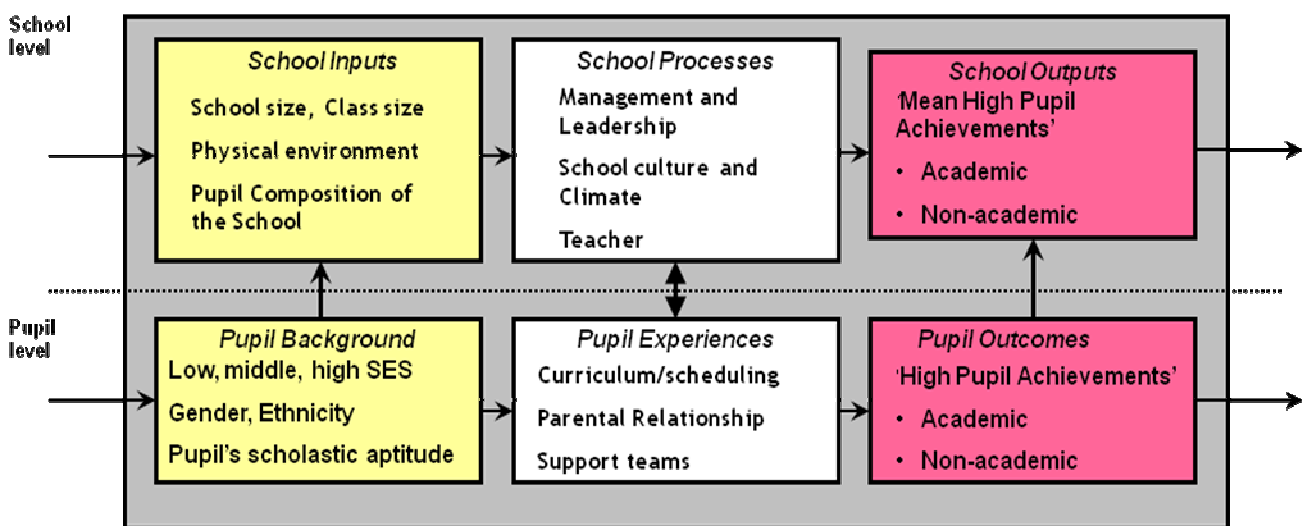 School
level
School Inputs
School size, Class size
Physical environment
Pupil Composition of
the School
School Processes
Management and
Leadership
School culture and
Climate
Teacher
School Outputs
‘Mean High Pupil
Achievements’
• Academic
• Non-academic
Pupil
level
Pupil Background
Low, middle, high SES
Gender, Ethnicity
Pupil’s scholastic aptitude
Pupil Experiences
Curriculum/scheduling
Parental Relationship
Support teams
Pupil Outcomes
‘High Pupil Achievements’
• Academic
• Non-academic